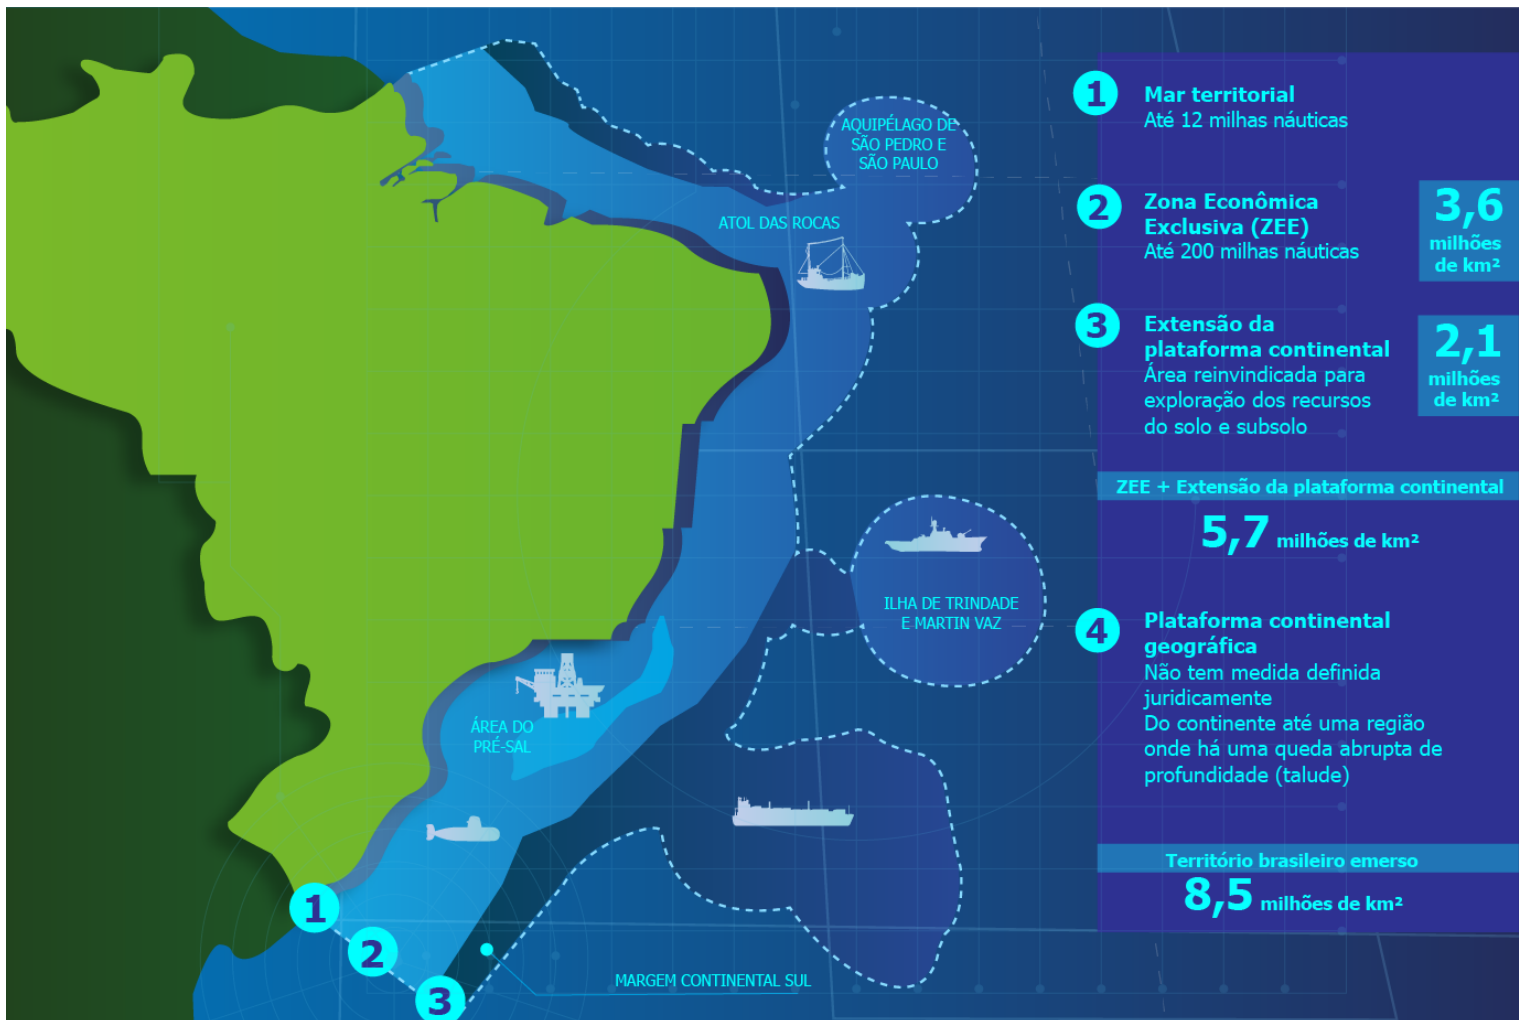 AQUIPÉLAGO DE
SÃO PEDRO E
SÃO PAULO
ATOL DAS ROCAS
ILHA DE TRINDADE
E MARTIN VAZ
ÁREA DO
PRÉ-SAL
MARGEM CONTINENTAL SUL
1
2
3
1
Mar territorial
Até 12 milhas náuticas
2
Zona Econômica
Exclusiva (ZEE)
Até 200 milhas náuticas
3,6
milhões
de km²
3
Extensão da
plataforma continental
Área reinvindicada para
exploração dos recursos
do solo e subsolo
2,1
milhões
de km²
ZEE + Extensão da plataforma continental
5,7 milhões de km²
4
Plataforma continental
geográfica
Não tem medida definida
juridicamente
Do continente até uma região
onde há uma queda abrupta de
profundidade (talude)
Território brasileiro emerso
8,5 milhões de km²